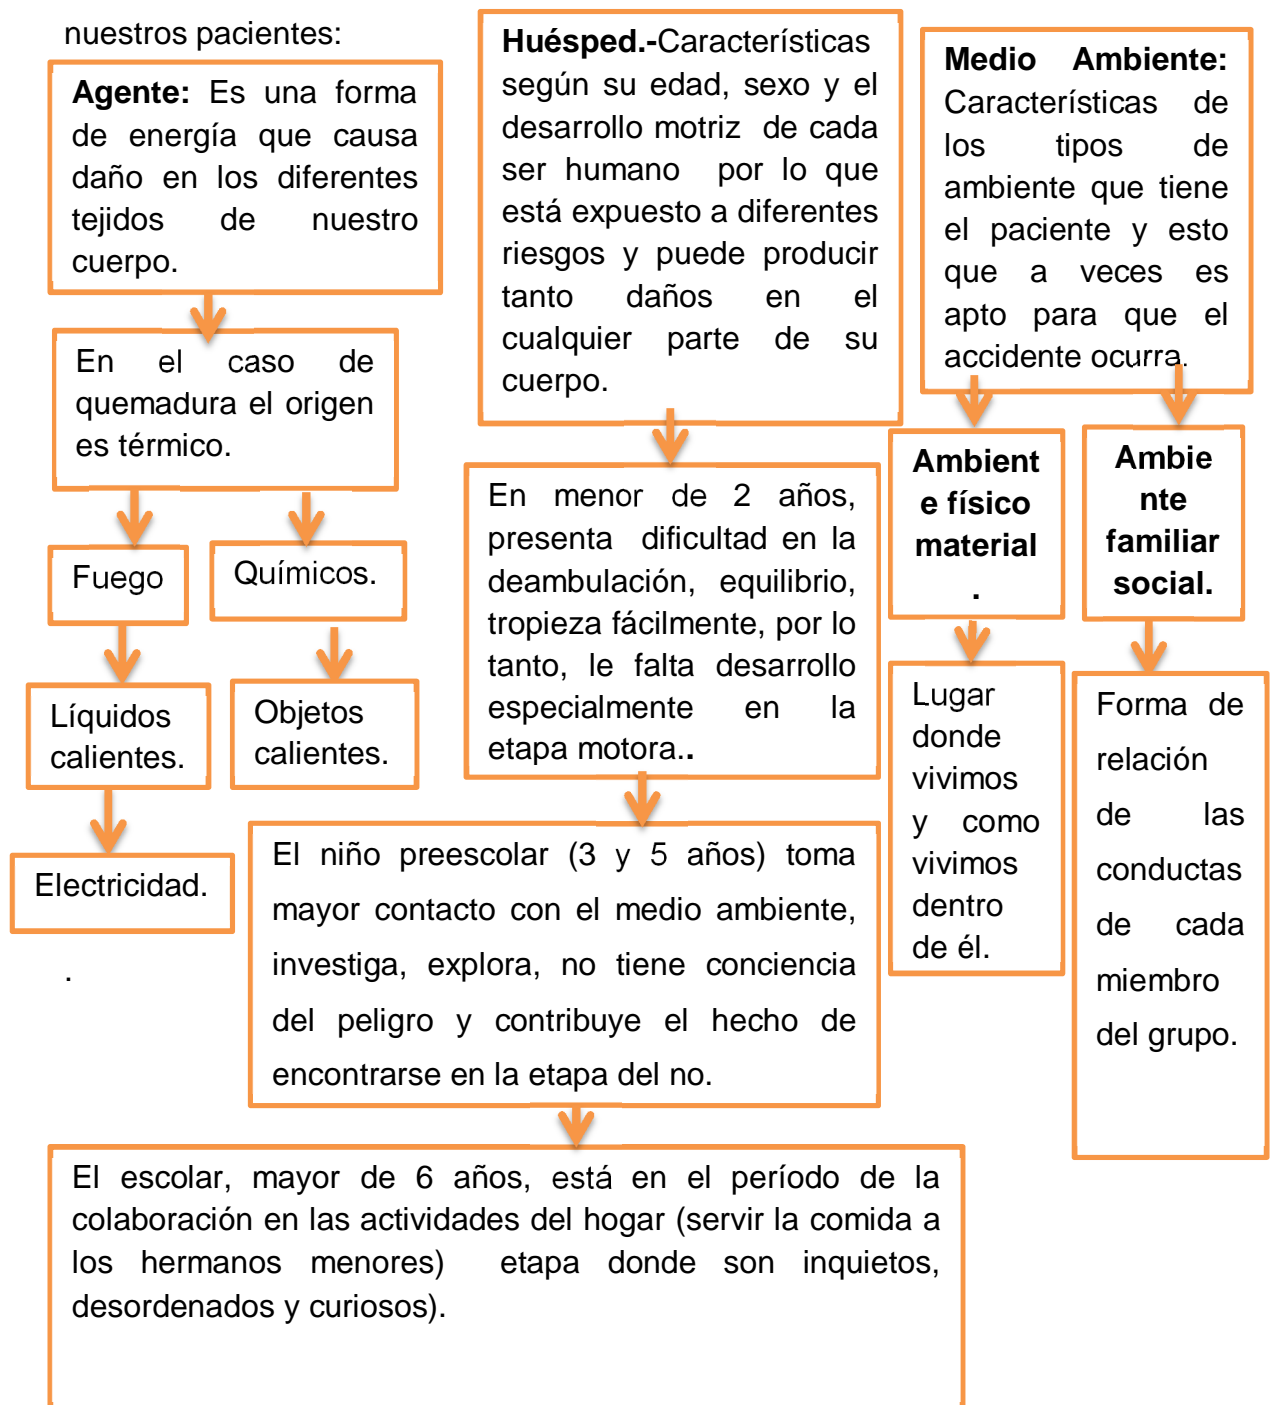 nuestros pacientes:
Agente: Es una forma
de energía que causa
daño en los diferentes
tejidos de nuestro
cuerpo.
En el caso de
quemadura el origen
es térmico.
Fuego
Químicos.
Líquidos
calientes.
Objetos
calientes.
Electricidad.
.
Huésped.-Características
según su edad, sexo y el
desarrollo motriz de cada
ser humano por lo que
está expuesto a diferentes
riesgos y puede producir
tanto daños en el
cualquier parte de su
cuerpo.
En menor de 2 años,
presenta dificultad en la
deambulación, equilibrio,
tropieza fácilmente, por lo
tanto, le falta desarrollo
especialmente en la
etapa motora..
El niño preescolar (3 y 5 años) toma
mayor contacto con el medio ambiente,
investiga, explora, no tiene conciencia
del peligro y contribuye el hecho de
encontrarse en la etapa del no.
El escolar, mayor de 6 años, está en el período de la
colaboración en las actividades del hogar (servir la comida a
los hermanos menores) etapa donde son inquietos,
desordenados y curiosos).
Medio Ambiente:
Características de
los tipos de
ambiente que tiene
el paciente y esto
que a veces es
apto para que el
accidente ocurra.
Ambient
e físico
material
.
Lugar
donde
vivimos
y como
vivimos
dentro
de él.
Ambie
nte
familiar
social.
Forma de
relación
de las
conductas
de cada
miembro
del grupo.